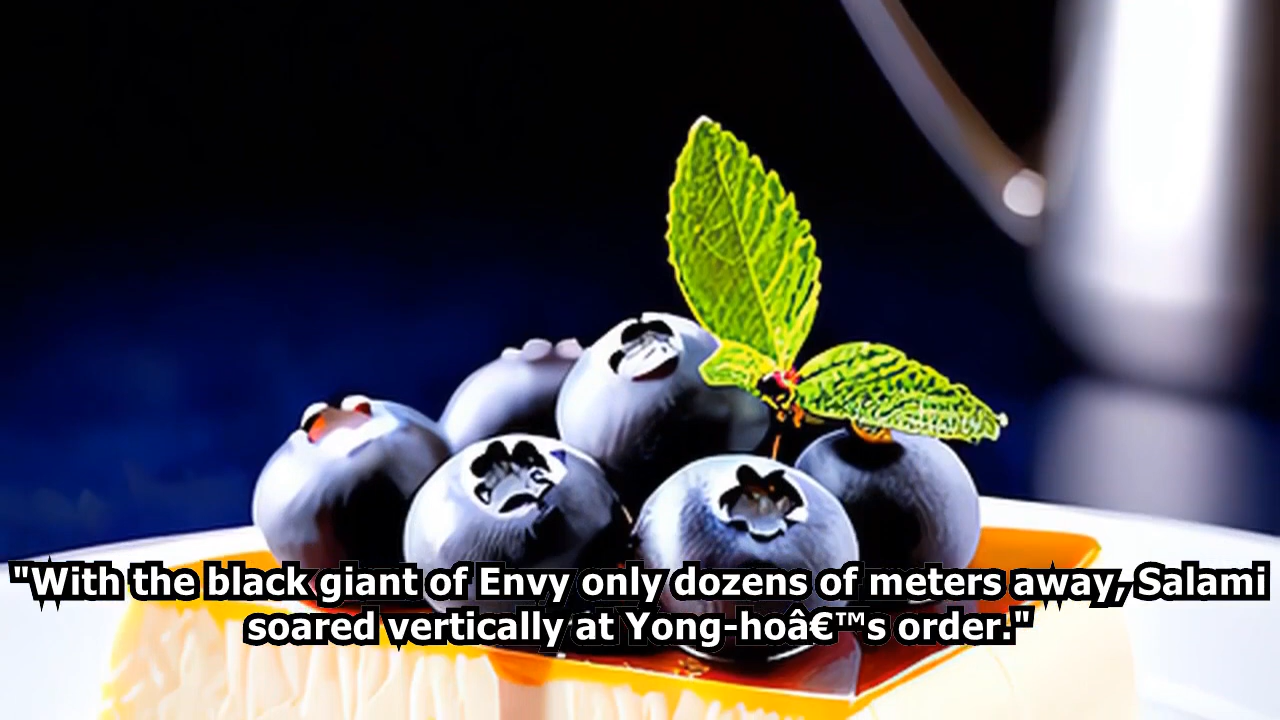 "With the black giant of Envy only dozens of meters away, Salami
soared vertically at Yong-hoâ€™s order."